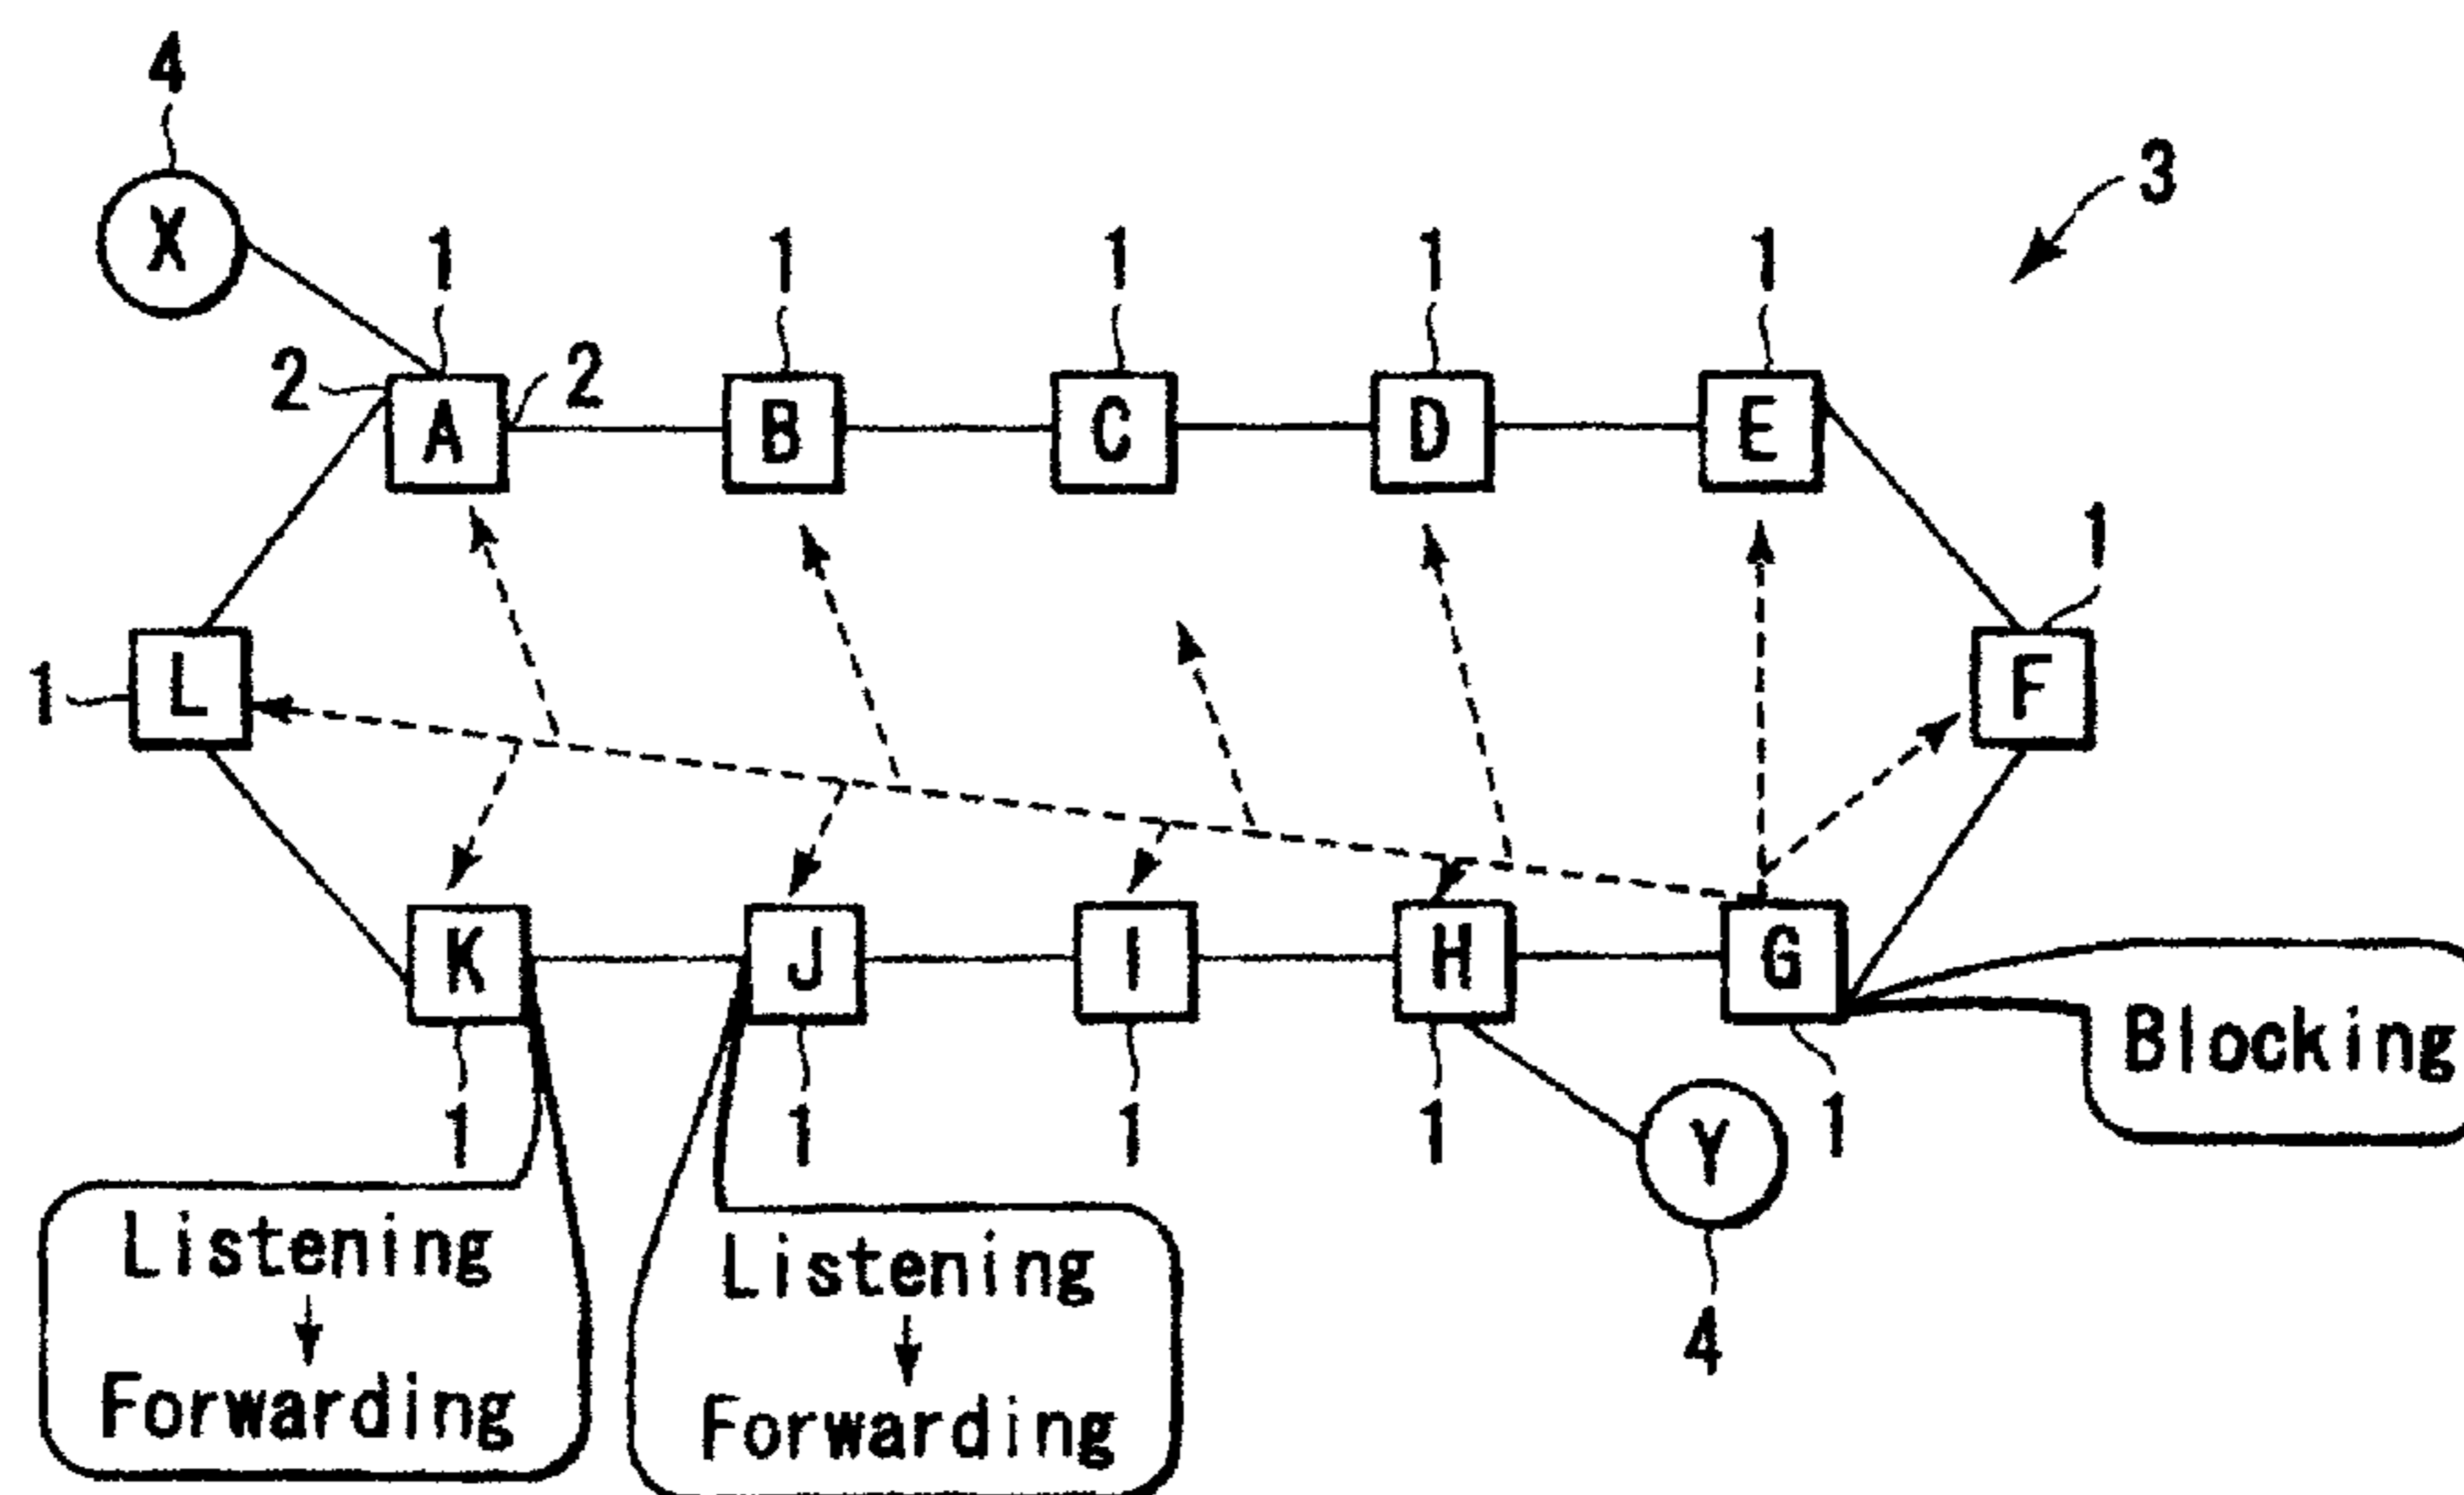 4
X
3
1 1 1 1 1
2 2
A B C D E
1
1 L F
K J I H G
Blocking
1 1 1 1 1
Y
Listening
Forwarding
Listening
Forwarding
4